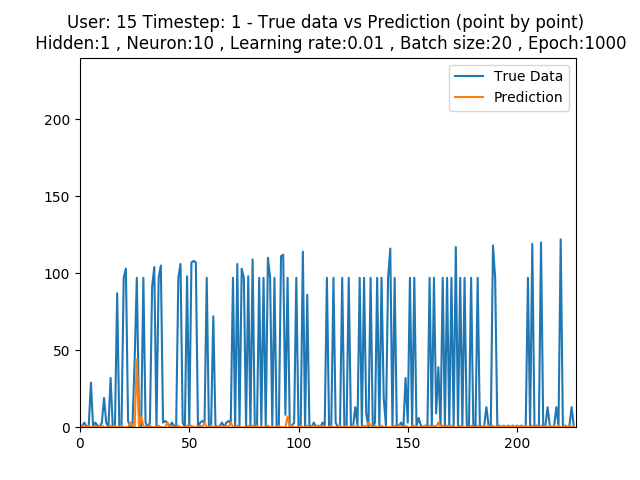 User: 15 Timestep: 1 - True data vs Prediction (point by point)
Hidden:1 , Neuron:10 , Learning rate:0.01 , Batch size:20 , Epoch:1000
True Data
Prediction
200
150
100
50
0
0 50 100 150 200